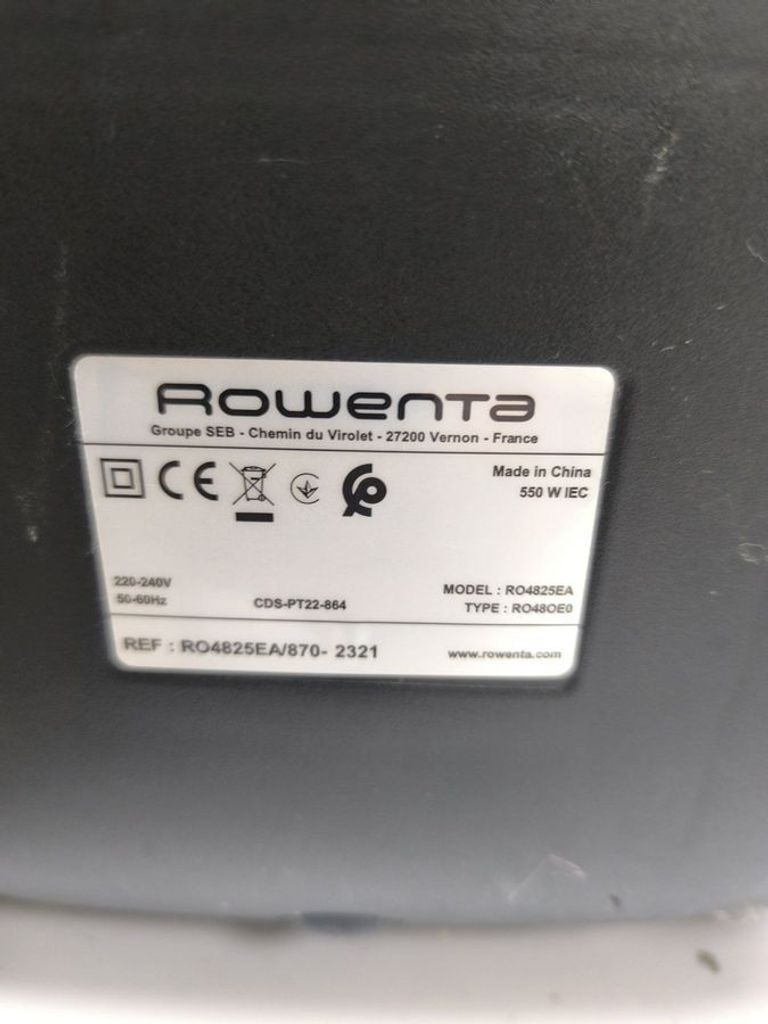 Rowenta
Groupe SEB - Chemin du Virolet - 27200 Vernon - France
CE
Made in China
550 W IEC
220-240V
50-60Hz
CDS-PT22-864
MODEL : RO4825EA
TYPE : RO48OE0
REF : RO4825EA/870- 2321
www.rowenta.com